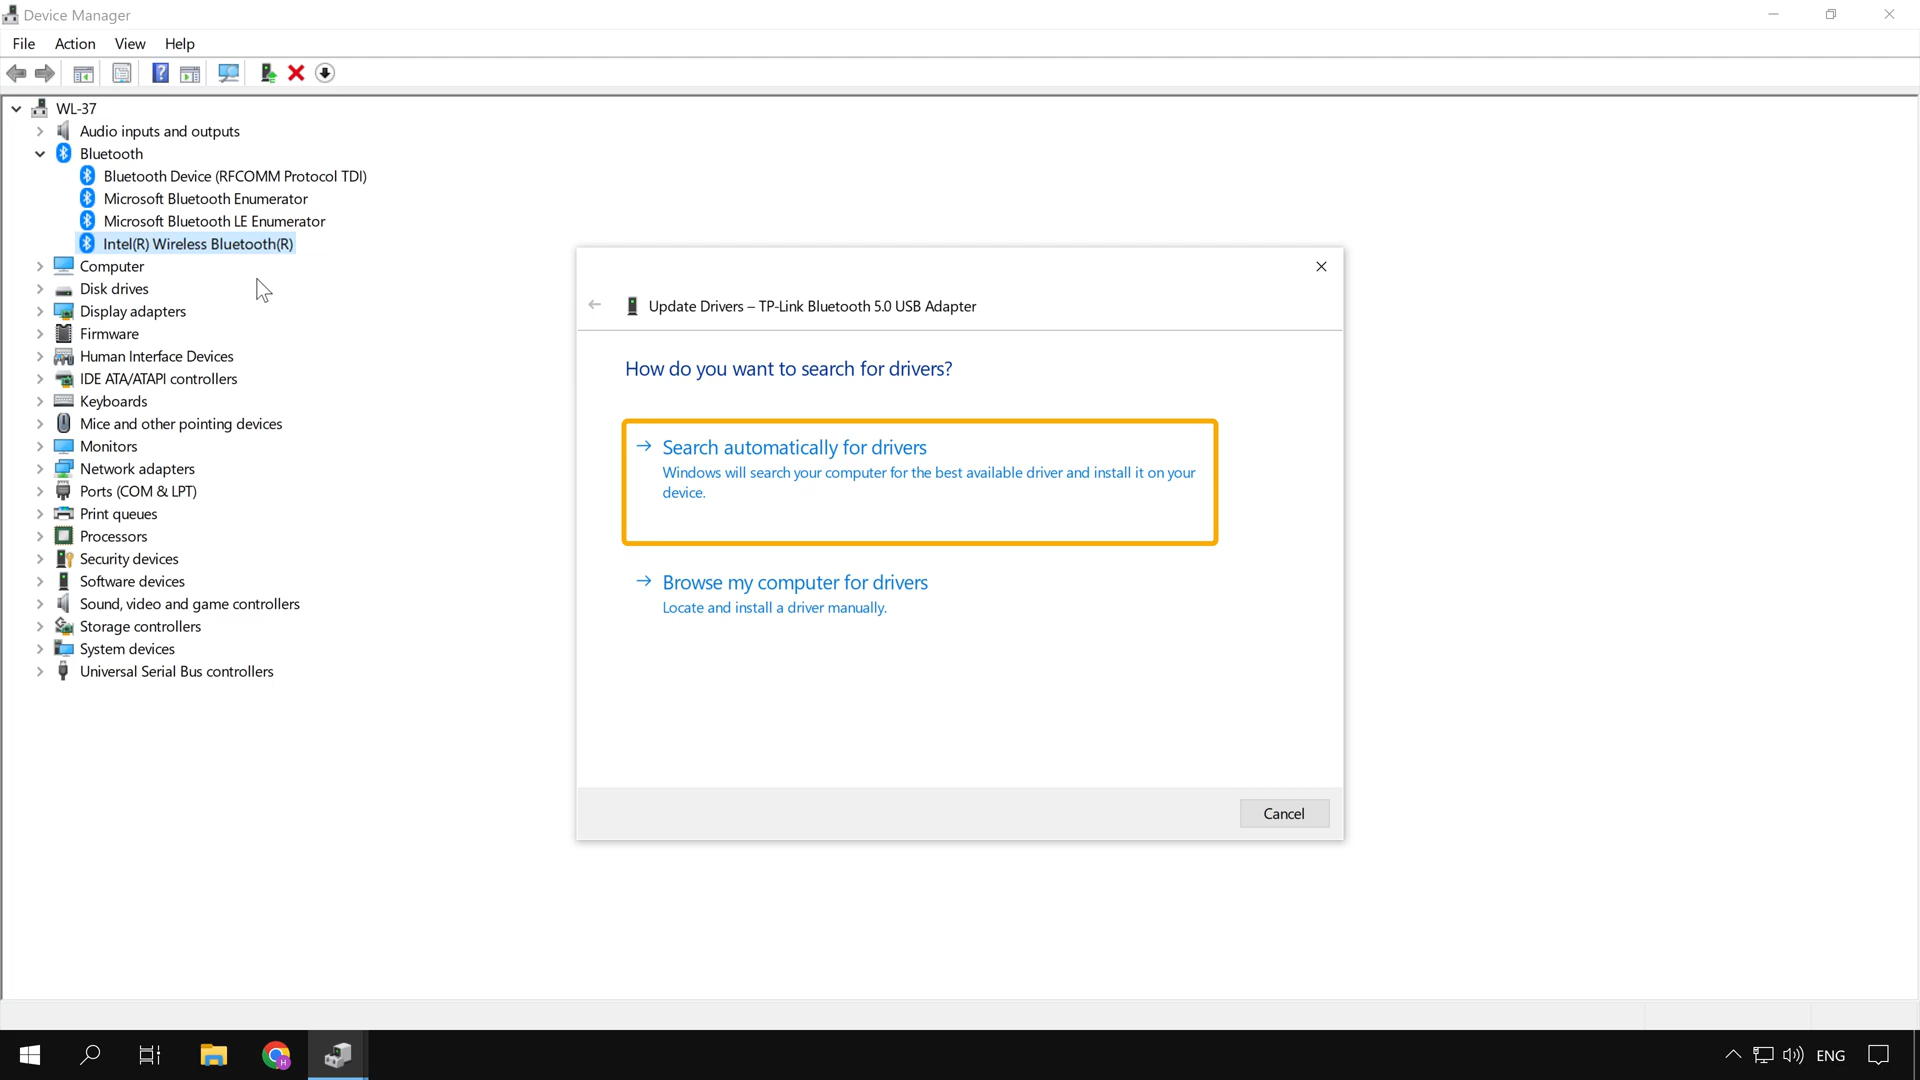 Device Manager
File Action View Help
WL-37
Audio inputs and outputs
Bluetooth
Bluetooth Device (RFCOMM Protocol TDI)
Microsoft Bluetooth Enumerator
Microsoft Bluetooth LE Enumerator
Intel(R) Wireless Bluetooth(R)
Computer
Disk drives
Display adapters
Firmware
Human Interface Devices
IDE ATA/ATAPI controllers
Keyboards
Mice and other pointing devices
Monitors
Network adapters
Ports (COM & LPT)
Print queues
Processors
Security devices
Software devices
Sound, video and game controllers
Storage controllers
System devices
Universal Serial Bus controllers
Update Drivers – TP-Link Bluetooth 5.0 USB Adapter
How do you want to search for drivers?
Search automatically for drivers
Windows will search your computer for the best available driver and install it on your
device.
Browse my computer for drivers
Locate and install a driver manually.
Cancel
H
ENG